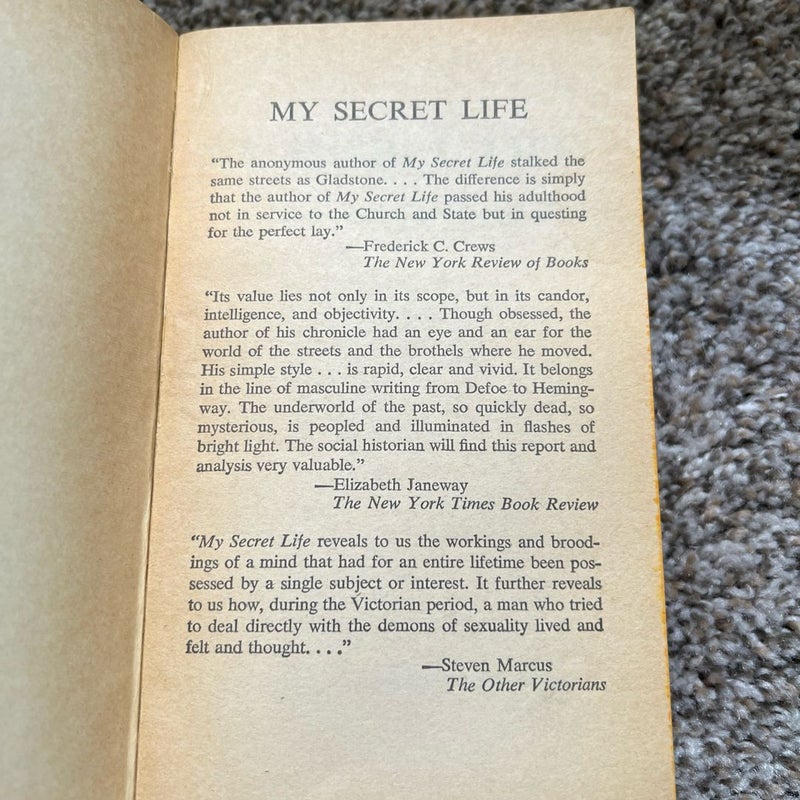 MY SECRET LIFE
“The anonymous author of My Secret Life stalked the
same streets as Gladstone. . . . The difference is simply
that the author of My Secret Life passed his adulthood
not in service to the Church and State but in questing
for the perfect lay.”
—Frederick C. Crews
The New York Review of Books
“Its value lies not only in its scope, but in its candor,
intelligence, and objectivity. . . . Though obsessed, the
author of his chronicle had an eye and an ear for the
world of the streets and the brothels where he moved.
His simple style . . . is rapid, clear and vivid. It belongs
in the line of masculine writing from Defoe to Heming-
way. The underworld of the past, so quickly dead, so
mysterious, is peopled and illuminated in flashes of
bright light. The social historian will find this report and
analysis very valuable.”
—Elizabeth Janeway
The New York Times Book Review
“My Secret Life reveals to us the workings and brood-
ings of a mind that had for an entire lifetime been pos-
sessed by a single subject or interest. It further reveals
to us how, during the Victorian period, a man who tried
to deal directly with the demons of sexuality lived and
felt and thought. . . .”
—Steven Marcus
The Other Victorians